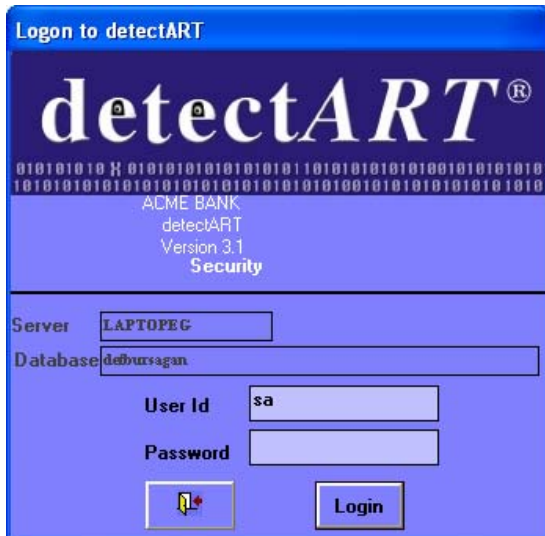 Logon to detectART
detectART®
010101010 X 0101010101010101011010101010101001010101010
1010101010101010101010101010101010100101010101010101010
ACME BANK
detectART
Version 3.1
Security
Server LAPTOPEG
Database
User Id sa
Password
Login